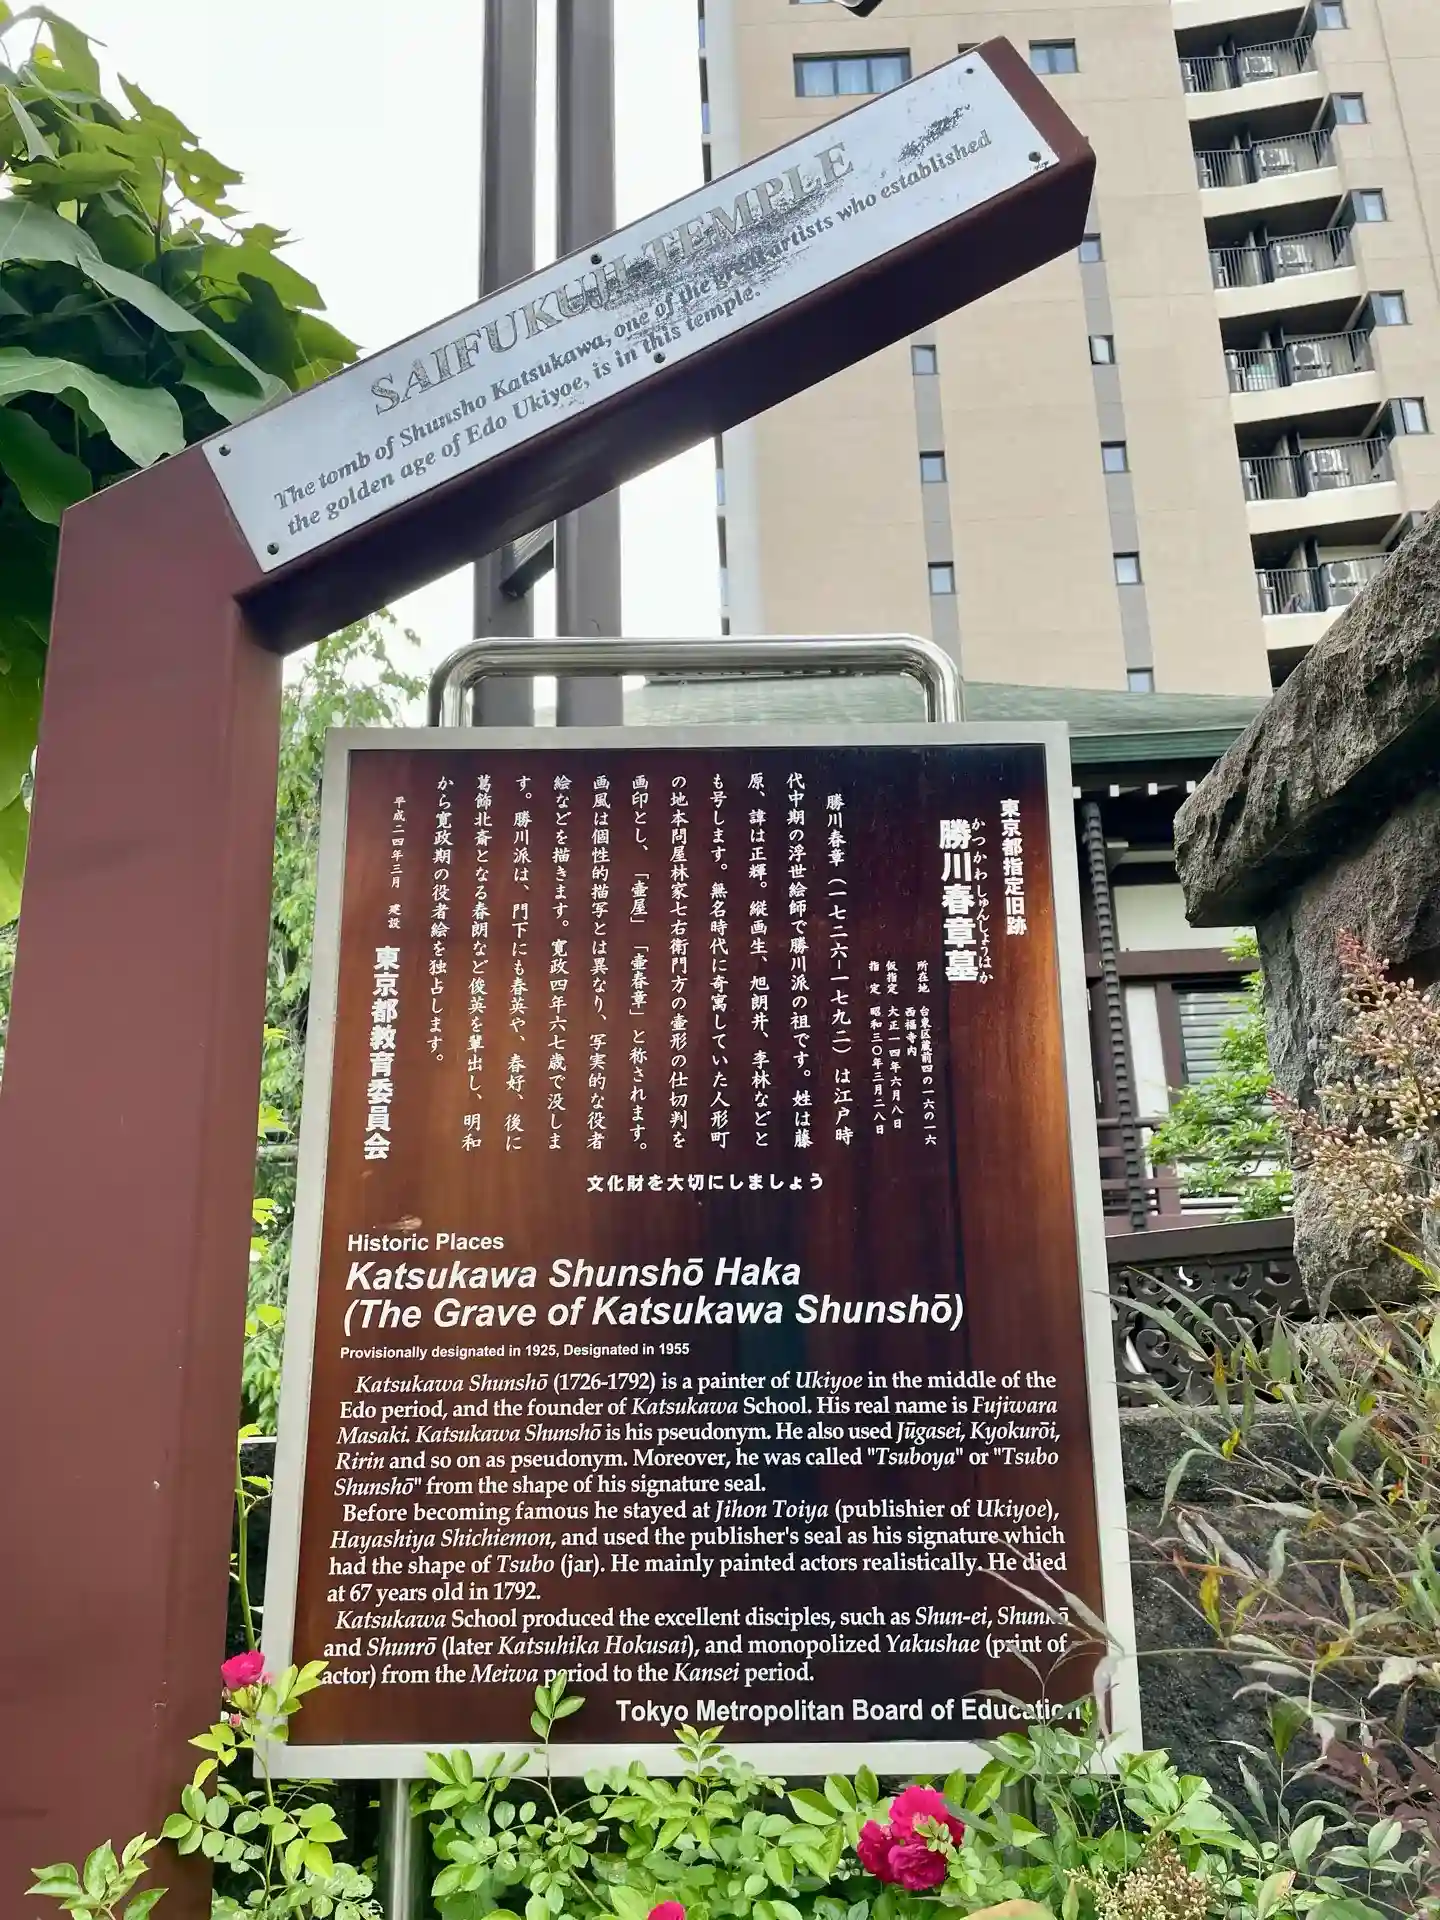 SAIFUKUJI TEMPLE
The tomb of Shunsho Katsukawa, one of the great artists who established
the golden age of Edo Ukiyoe, is in this temple.
東京都指定旧跡
かつかわしゅんしょうはか
勝川春章墓
所在地 台東区蔵前四の一六の一六
西福寺内
仮指定 大正一四年六月八日
指定 昭和三〇年三月二八日
勝川春章(一七二六ー一七九二)は江戸時
代中期の浮世絵師で勝川派の祖です。姓は藤
原、諱は正輝。縦画生、旭朗井、李林などと
も号します。無名時代に寄寓していた人形町
の地本問屋林家七右衛門方の壷形の仕切判を
画印とし、「壷屋」「壷春章」と称されます。
画風は個性的描写とは異なり、写実的な役者
絵などを描きます。寛政四年六七歳で没しま
す。勝川派は、門下にも春英や、春好、後に
葛飾北斎となる春朗など俊英を輩出し、明和
から寛政期の役者絵を独占します。
平成二四年三月 建設
東京都教育委員会
文化財を大切にしましょう
Historic Places
Katsukawa Shunshō Haka
(The Grave of Katsukawa Shunshō)
Provisionally designated in 1925, Designated in 1955
Katsukawa Shunshō (1726-1792) is a painter of Ukiyoe in the middle of the
Edo period, and the founder of Katsukawa School. His real name is Fujiwara
Masaki. Katsukawa Shunshō is his pseudonym. He also used Jūgasei, Kyokurōi,
Ririn and so on as pseudonym. Moreover, he was called "Tsuboya" or "Tsubo
Shunshō" from the shape of his signature seal.
Before becoming famous he stayed at Jihon Toiya (publishier of Ukiyoe),
Hayashiya Shichiemon, and used the publisher's seal as his signature which
had the shape of Tsubo (jar). He mainly painted actors realistically. He died
at 67 years old in 1792.
Katsukawa School produced the excellent disciples, such as Shun-ei, Shunkō
and Shunrō (later Katsuhika Hokusai), and monopolized Yakushae (print of
actor) from the Meiwa period to the Kansei period.
Tokyo Metropolitan Board of Education